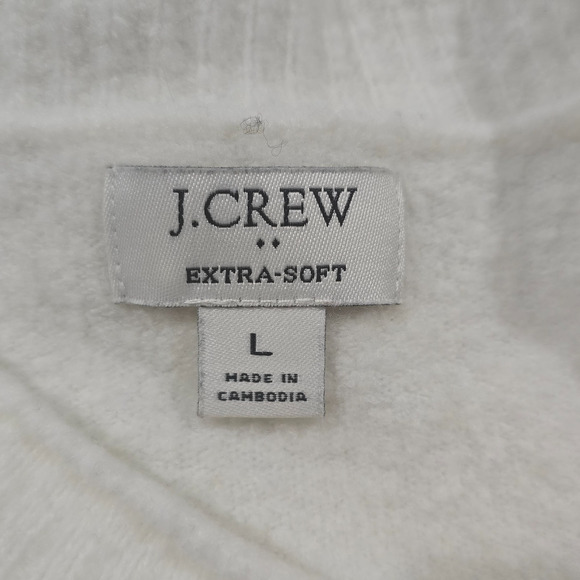 J.CREW
EXTRA-SOFT
L
MADE IN
CAMBODIA